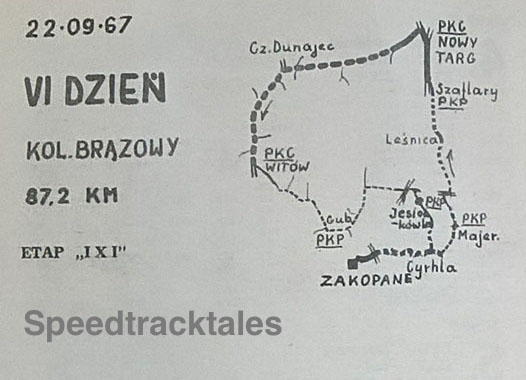 22·09·67
VI DZIEŃ
KOL.BRĄZOWY
87,2 KM
ETAP „I X I”
Speedtracktales
PKC
NOWY
TARG
Cz. Dunajec
Szaflary
PKP
Leśnica
PKC
WITÓW
PKP
Jesio
-kówka
Gub.
PKP
PKP
Majer.
Cyrhla
ZAKOPANE